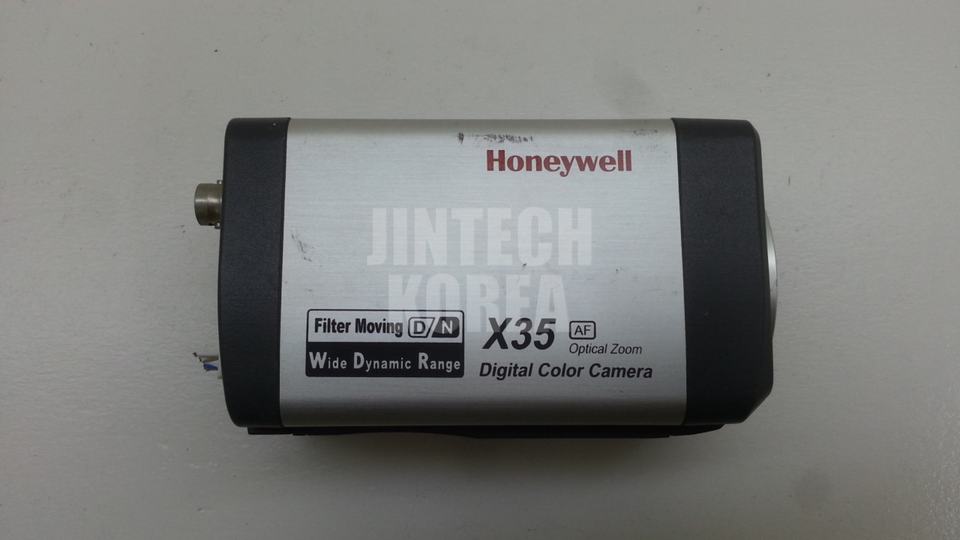 Honeywell
JINTECH
KOREA
Filter Moving D/N
X35 AF
Optical Zoom
Wide Dynamic Range
Digital Color Camera